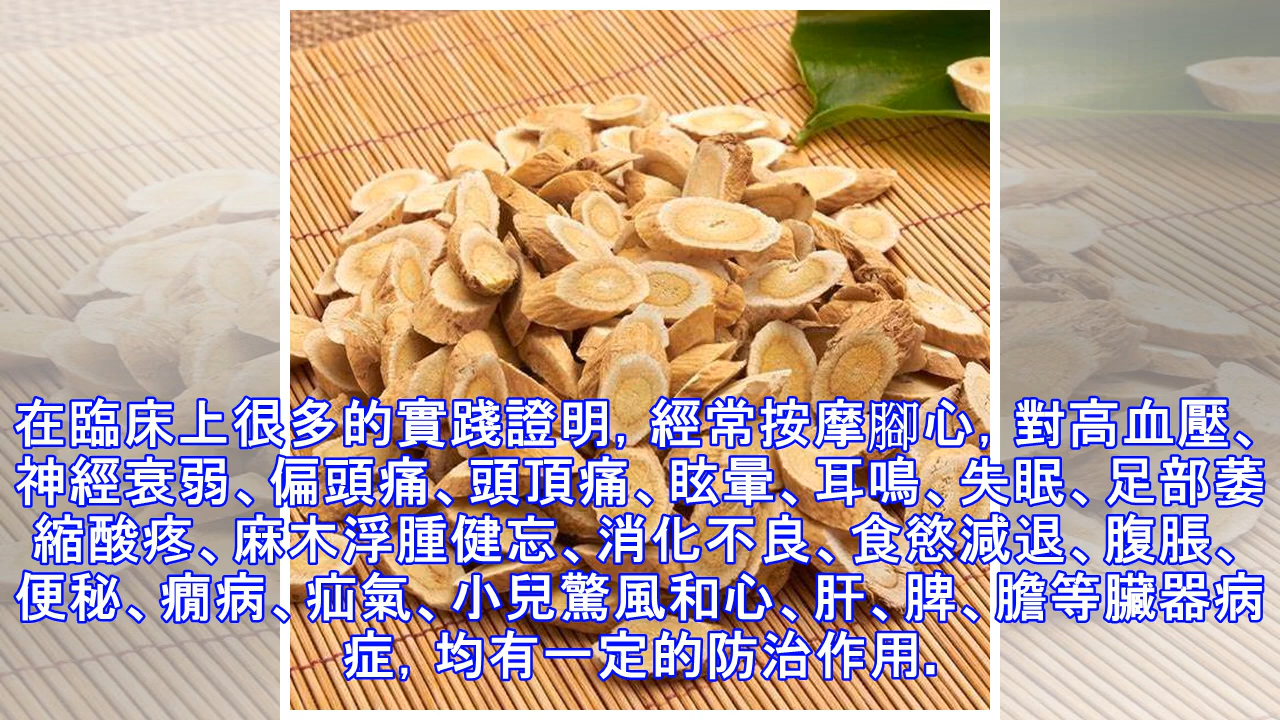 在臨床上很多的實踐證明, 經常按摩腳心, 對高血壓、
神經衰弱、偏頭痛、頭頂痛、眩暈、耳鳴、失眠、足部萎
縮酸疼、麻木浮腫健忘、消化不良、食慾減退、腹脹、
便秘、癇病、疝氣、小兒驚風和心、肝、脾、膽等臟器病
症, 均有一定的防治作用.